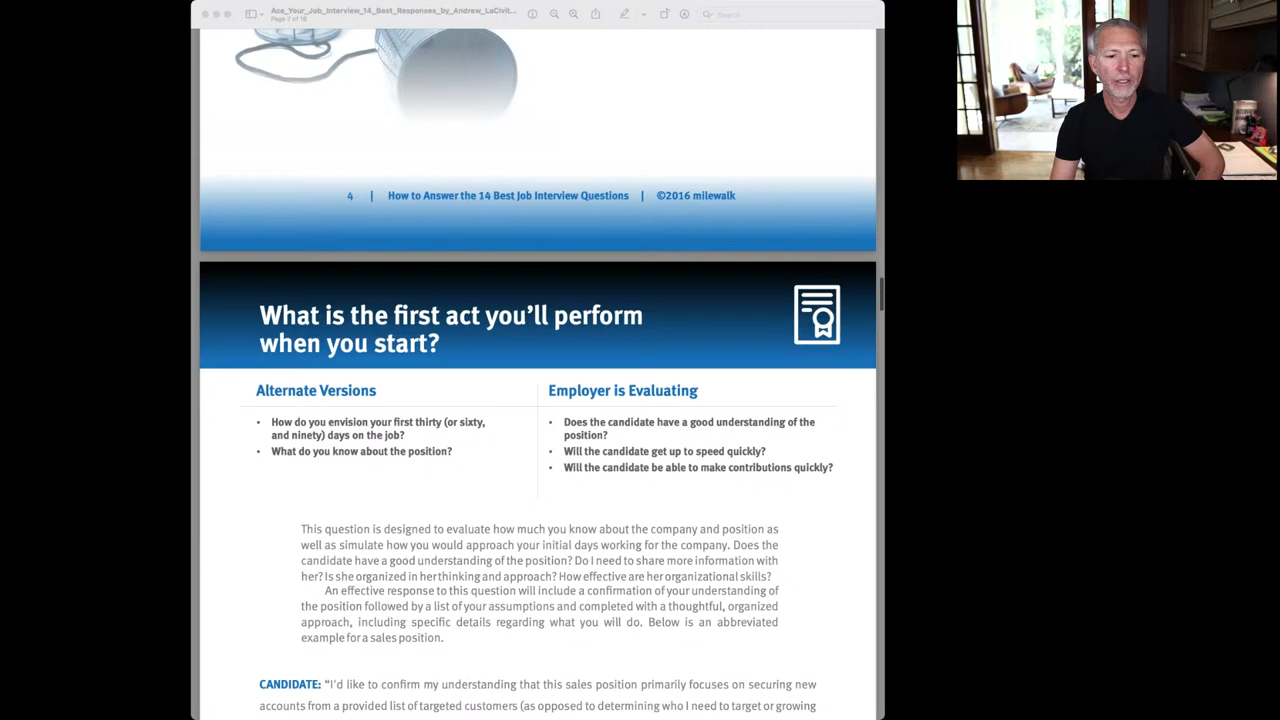 Ace_Your_Job_Interview_14_Best_Responses_by_Andrew_LaCivit...
Page 7 of 18
Search
4 | How to Answer the 14 Best Job Interview Questions | ©2016 milewalk
What is the first act you'll perform
when you start?
Alternate Versions
• How do you envision your first thirty (or sixty,
and ninety) days on the job?
• What do you know about the position?
Employer is Evaluating
• Does the candidate have a good understanding of the
position?
• Will the candidate get up to speed quickly?
• Will the candidate be able to make contributions quickly?
This question is designed to evaluate how much you know about the company and position as
well as simulate how you would approach your initial days working for the company. Does the
candidate have a good understanding of the position? Do I need to share more information with
her? Is she organized in her thinking and approach? How effective are her organizational skills?
An effective response to this question will include a confirmation of your understanding of
the position followed by a list of your assumptions and completed with a thoughtful, organized
approach, including specific details regarding what you will do. Below is an abbreviated
example for a sales position.
CANDIDATE: "I'd like to confirm my understanding that this sales position primarily focuses on securing new
accounts from a provided list of targeted customers (as opposed to determining who I need to target or growing